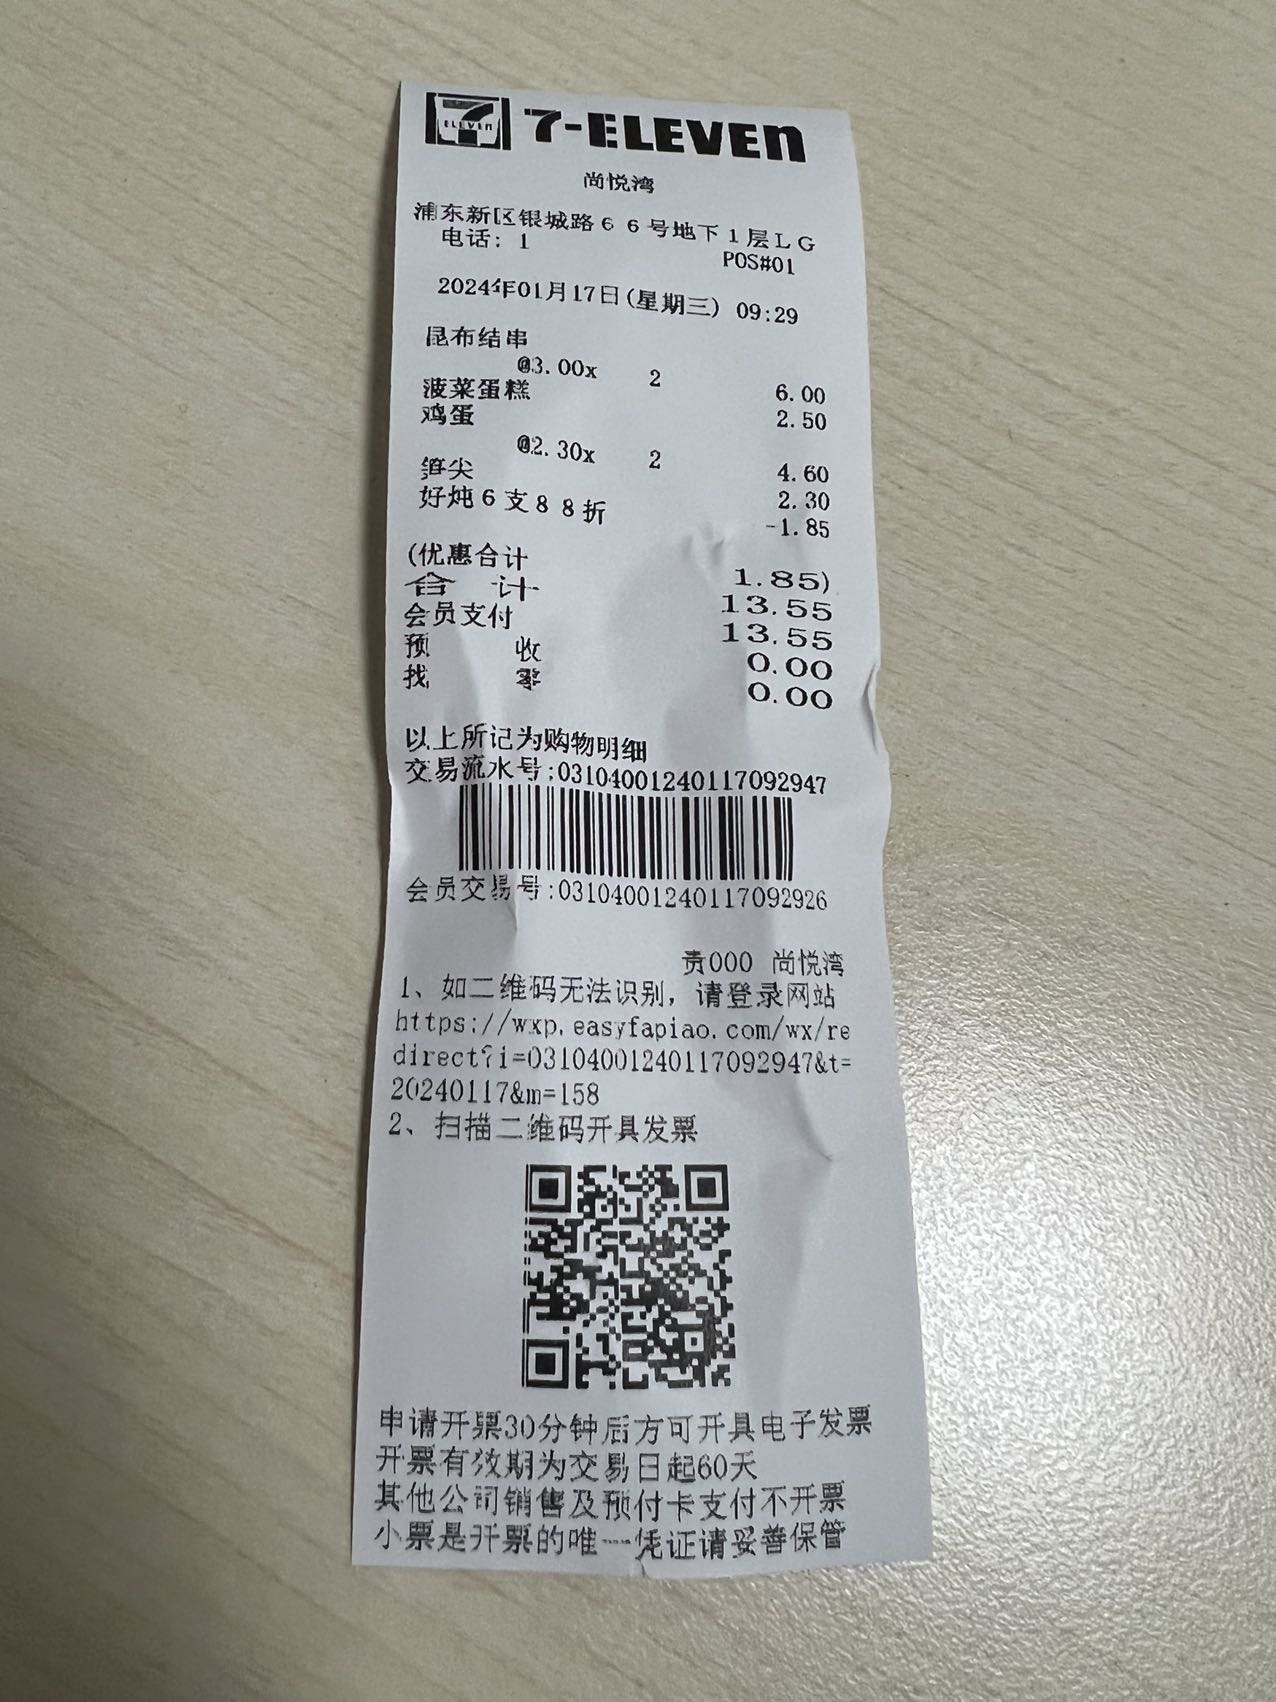 7-ELEVEN 7-ELEVEN
尚悦湾
浦东新区银城路66号地下1层LG
电话: 1 POS#01
2024年01月17日(星期三) 09:29
昆布结串
@3.00x 2 6.00
菠菜蛋糕 2.50
鸡蛋
@2.30x 2 4.60
笋尖 2.30
好炖6支88折 -1.85
(优惠合计 1.85)
合 计 13.55
会员支付 13.55
预 收 0.00
找 零 0.00
以上所记为购物明细
交易流水号:03104001240117092947
会员交易号:03104001240117092926
责000 尚悦湾
1、如二维码无法识别, 请登录网站
https://wxp.easyfapiao.com/wx/re
direct?i=03104001240117092947&t=
20240117&m=158
2、扫描二维码开具发票
申请开票30分钟后方可开具电子发票
开票有效期为交易日起60天
其他公司销售及预付卡支付不开票
小票是开票的唯一凭证请妥善保管